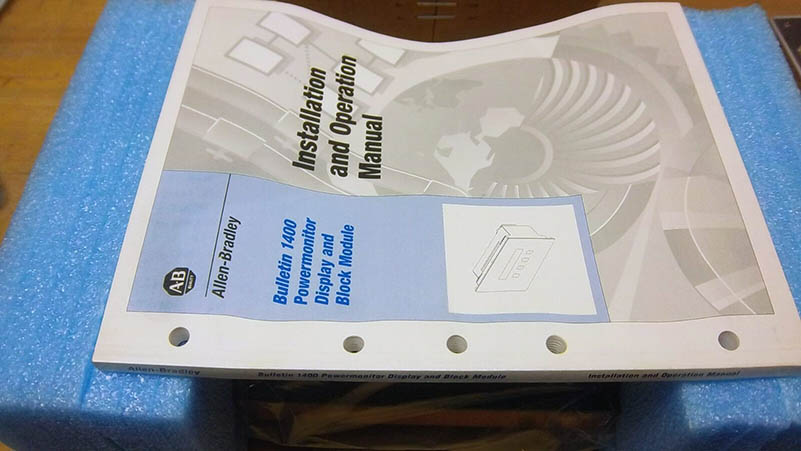 AB
Allen-Bradley
Bulletin 1400
Powermonitor
Display and
Block Module
Installation
and Operation
Manual
Allen-Bradley Bulletin 1400 Powermonitor Display and Block Module Installation and Operation Manual